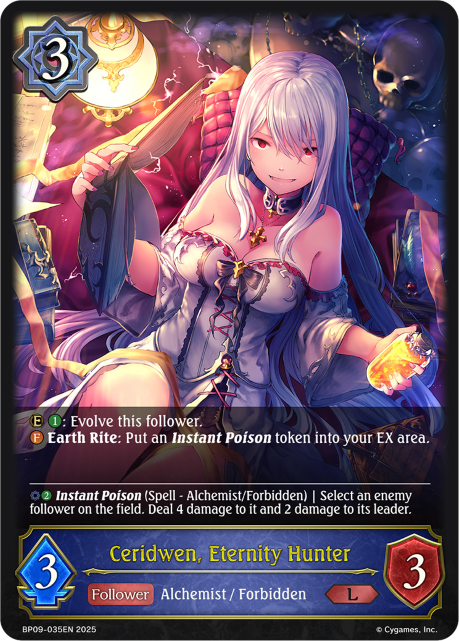 3
E 1: Evolve this follower.
F Earth Rite: Put an Instant Poison token into your EX area.
2 Instant Poison (Spell - Alchemist/Forbidden) | Select an enemy
follower on the field. Deal 4 damage to it and 2 damage to its leader.
Ceridwen, Eternity Hunter
3
Follower Alchemist / Forbidden L
3
BP09-035EN 2025 © Cygames, Inc.